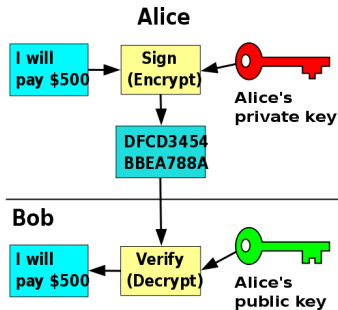 Alice
I will
pay $500
Sign
(Encrypt)
Alice's
private key
DFCD3454
BBEA788A
Bob
I will
pay $500
Verify
(Decrypt)
Alice's
public key